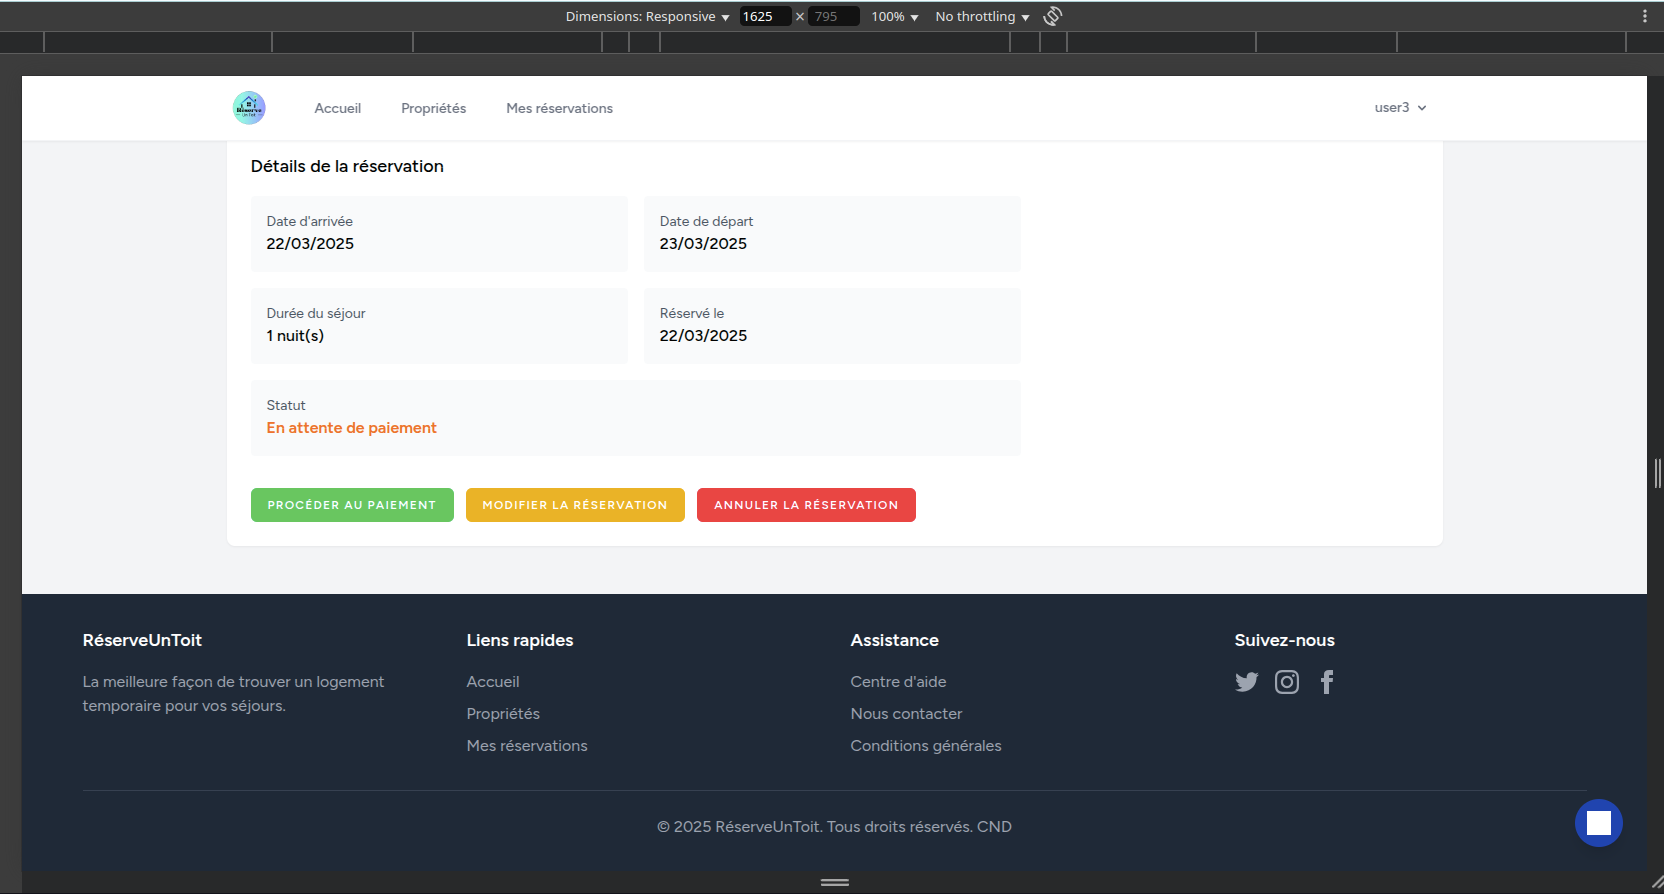 Dimensions: Responsive 1625 × 795 100% No throttling
Réserve
Un Toit
Accueil Propriétés Mes réservations user3
Détails de la réservation
Date d'arrivée
22/03/2025
Date de départ
23/03/2025
Durée du séjour
1 nuit(s)
Réservé le
22/03/2025
Statut
En attente de paiement
PROCÉDER AU PAIEMENT MODIFIER LA RÉSERVATION ANNULER LA RÉSERVATION
RéserveUnToit
La meilleure façon de trouver un logement
temporaire pour vos séjours.
Liens rapides
Accueil
Propriétés
Mes réservations
Assistance
Centre d'aide
Nous contacter
Conditions générales
Suivez-nous
© 2025 RéserveUnToit. Tous droits réservés. CND